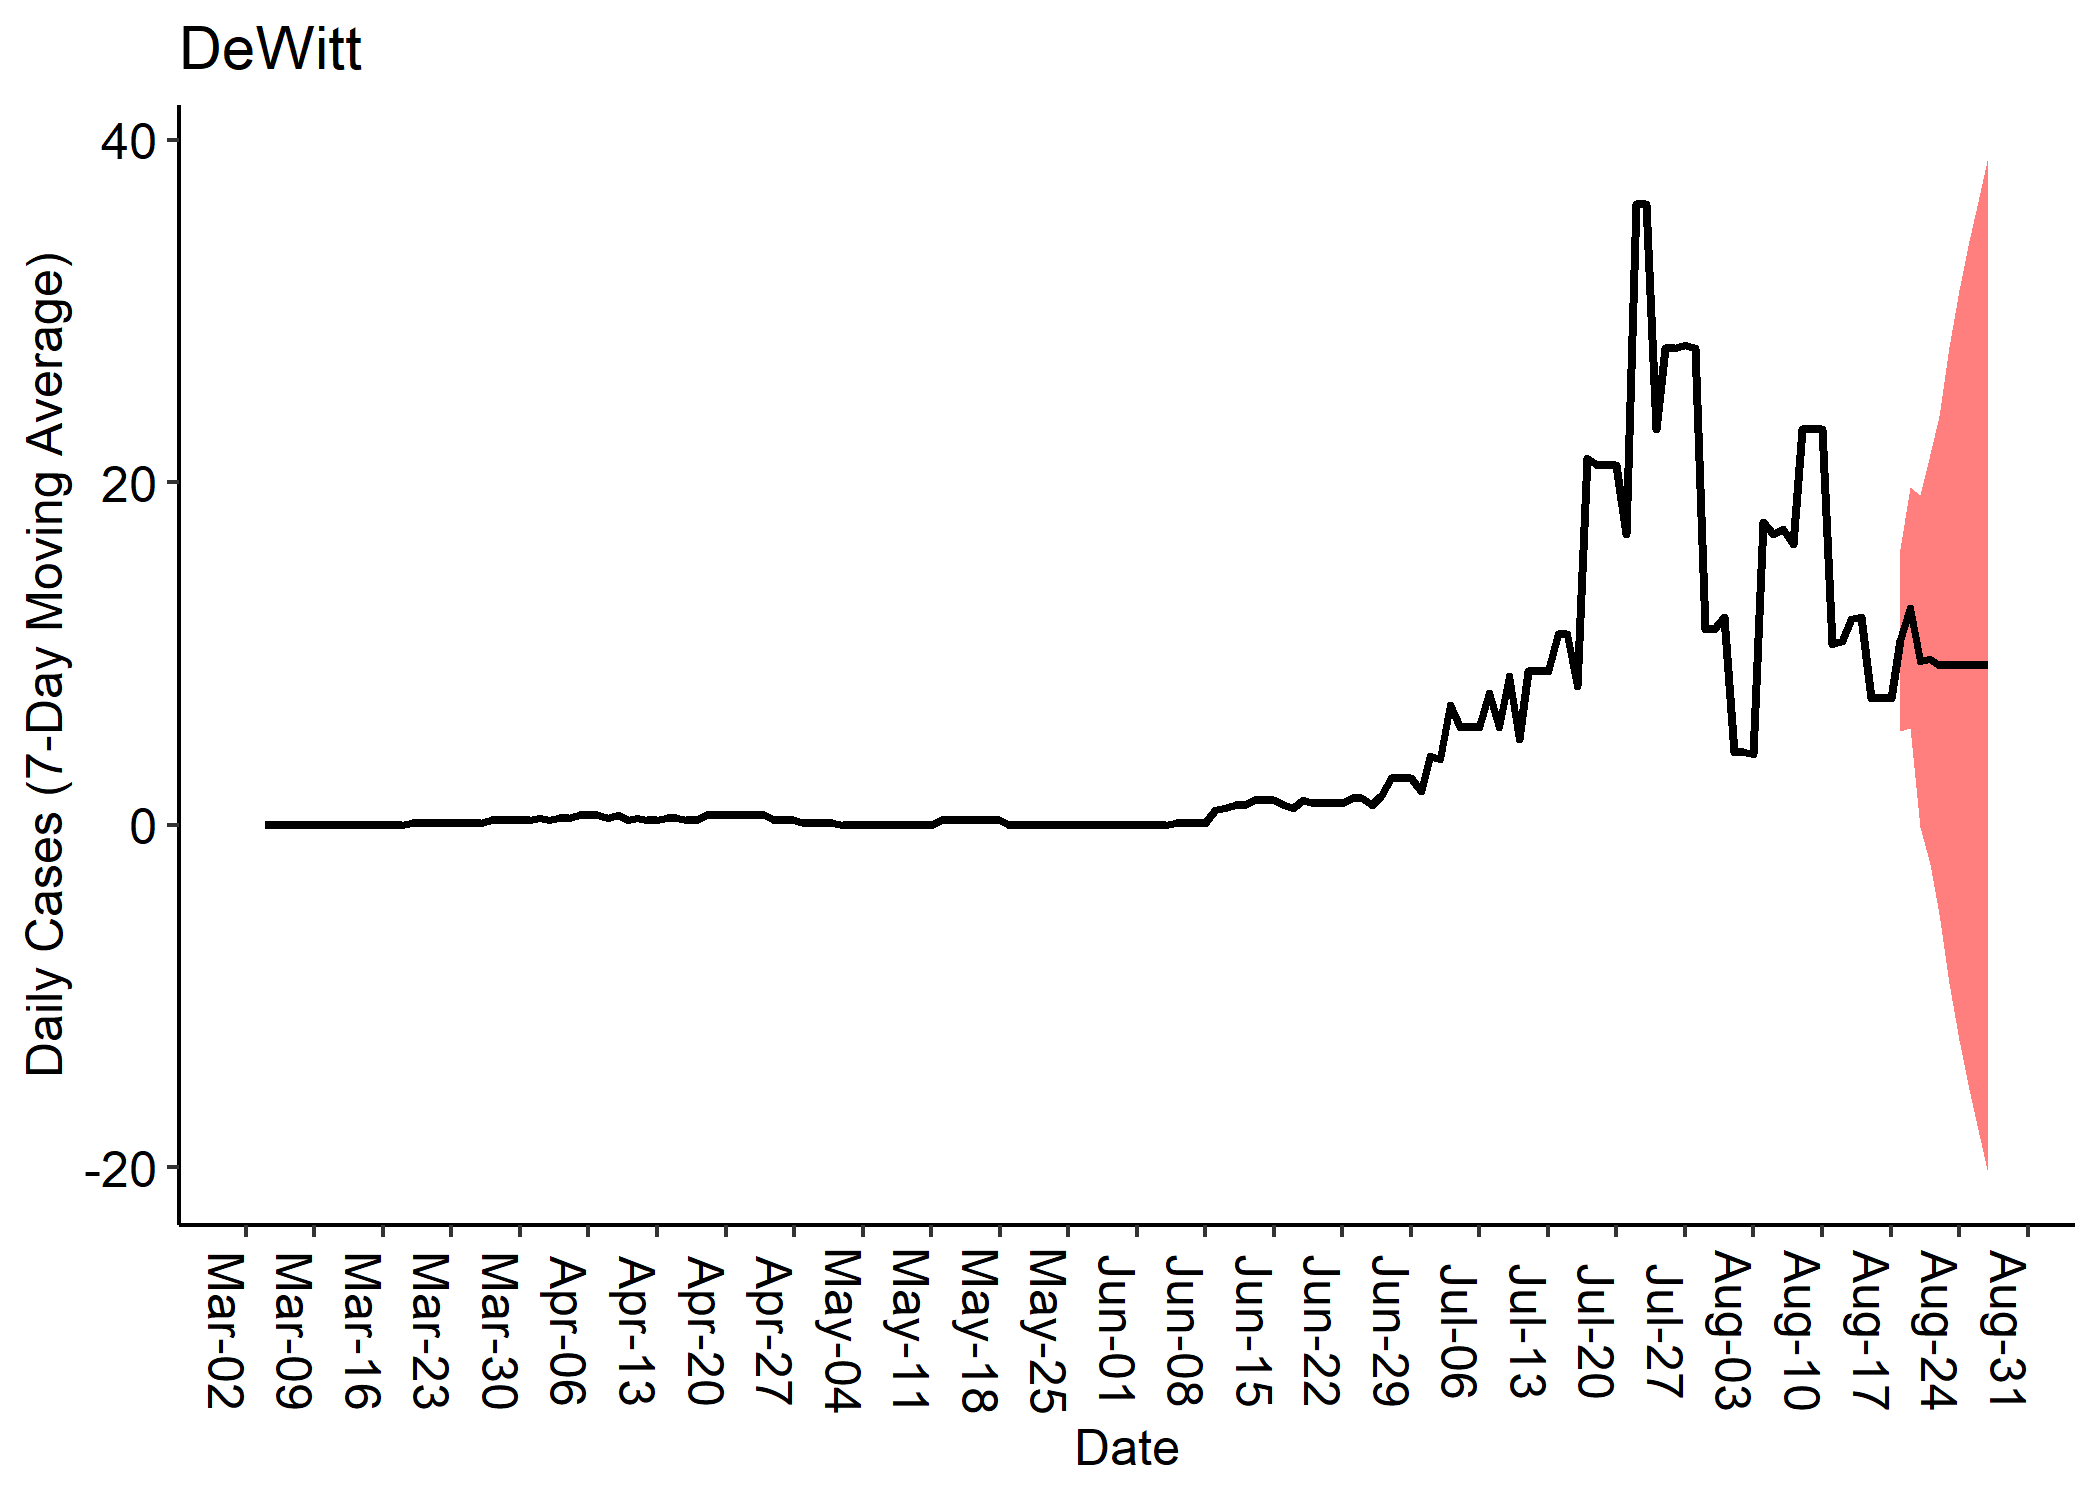 DeWitt
Daily Cases (7-Day Moving Average)
40
20
0
-20
Mar-02
Mar-09
Mar-16
Mar-23
Mar-30
Apr-06
Apr-13
Apr-20
Apr-27
May-04
May-11
May-18
May-25
Jun-01
Jun-08
Jun-15
Jun-22
Jun-29
Jul-06
Jul-13
Jul-20
Jul-27
Aug-03
Aug-10
Aug-17
Aug-24
Aug-31
Date